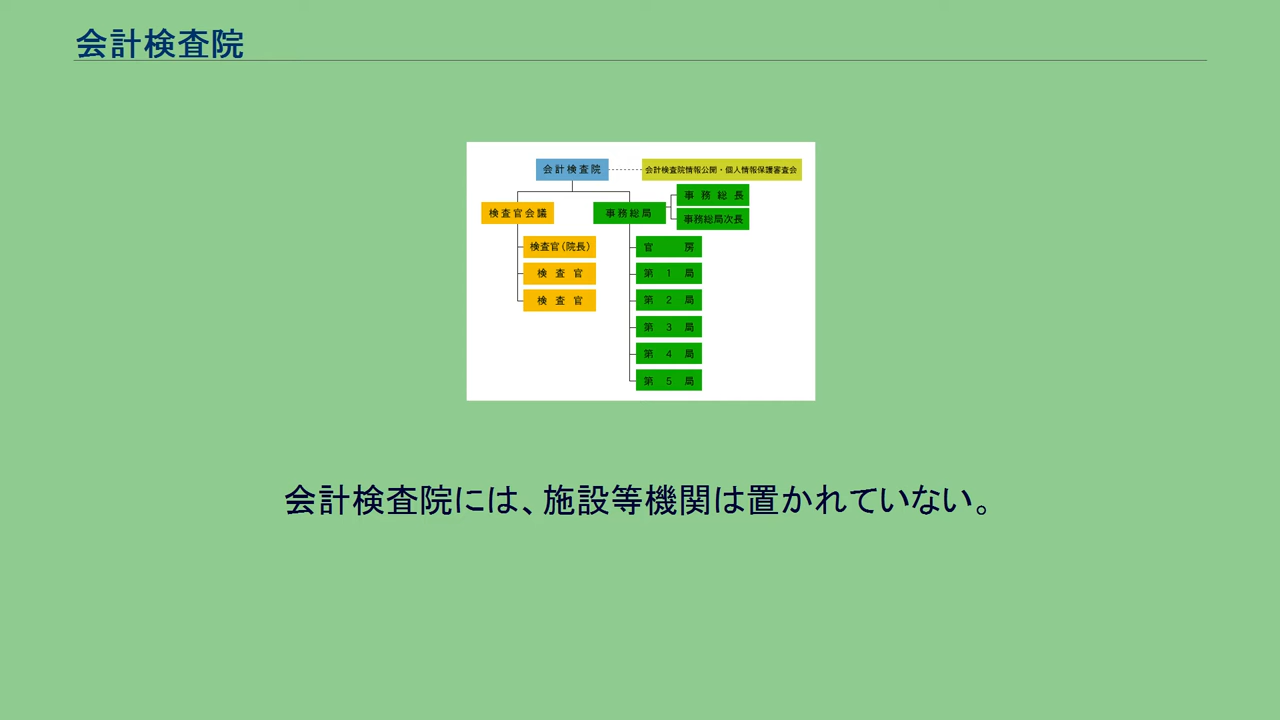 会計検査院
会計検査院
会計検査院情報公開・個人情報保護審査会
事務総長
検査官会議
事務総局
事務総局次長
検査官（院長）
官房
検査官
第1局
検査官
第2局
第3局
第4局
第5局
会計検査院には、施設等機関は置かれていない。